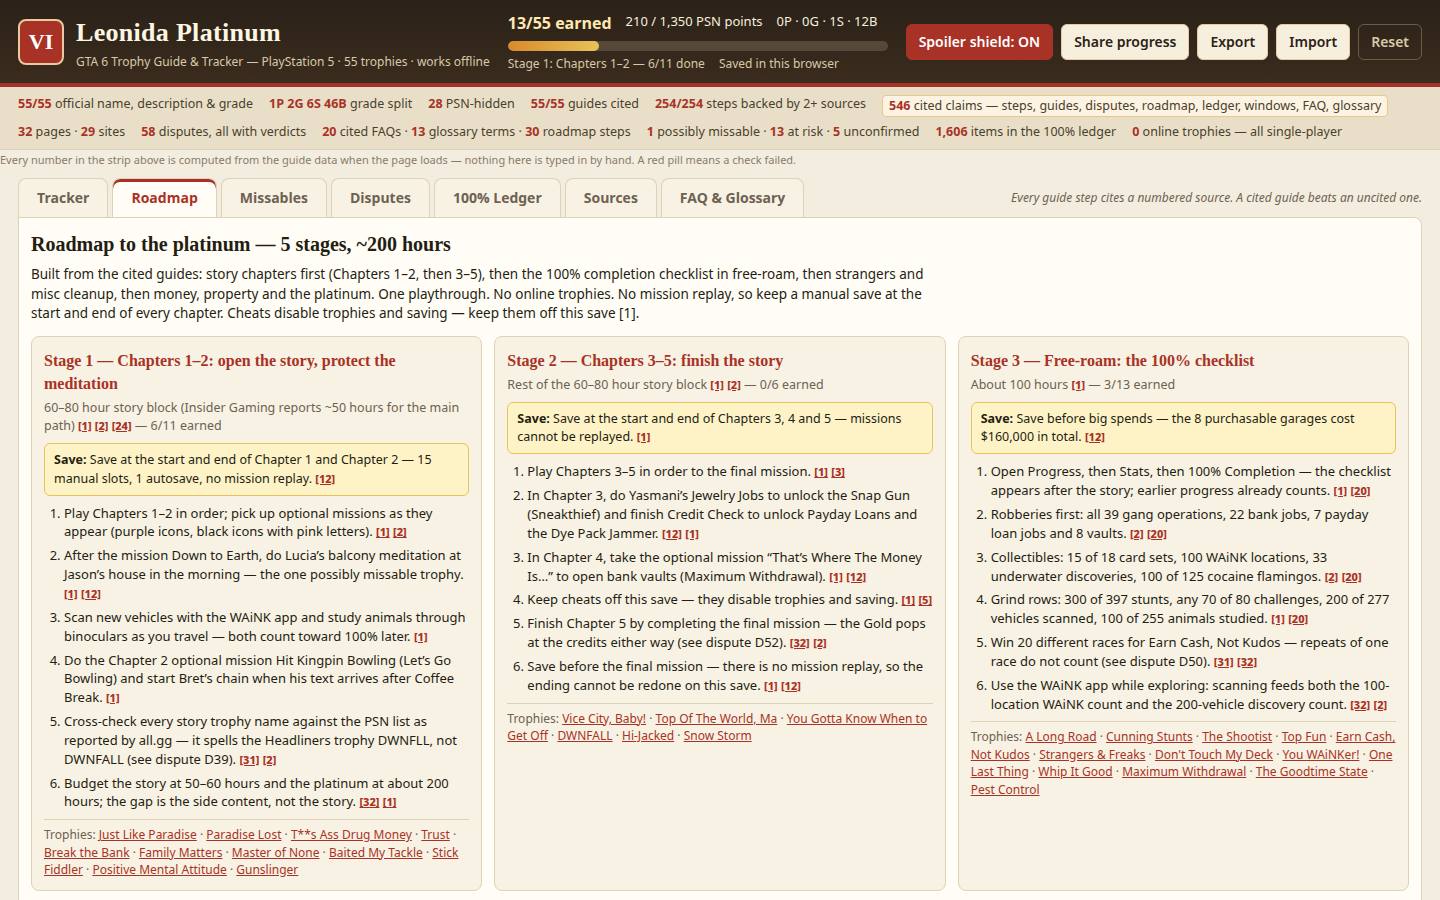 VI
Leonida Platinum
GTA 6 Trophy Guide & Tracker — PlayStation 5 · 55 trophies · works offline
13/55 earned 210 / 1,350 PSN points 0P · 0G · 1S · 12B
Stage 1: Chapters 1–2 — 6/11 done Saved in this browser
Spoiler shield: ON Share progress Export Import Reset
55/55 official name, description & grade 1P 2G 6S 46B grade split 28 PSN-hidden 55/55 guides cited 254/254 steps backed by 2+ sources 546 cited claims — steps, guides, disputes, roadmap, ledger, windows, FAQ, glossary
32 pages · 29 sites 58 disputes, all with verdicts 20 cited FAQs · 13 glossary terms · 30 roadmap steps 1 possibly missable · 13 at risk · 5 unconfirmed 1,606 items in the 100% ledger 0 online trophies — all single-player
Every number in the strip above is computed from the guide data when the page loads — nothing here is typed in by hand. A red pill means a check failed.
Tracker Roadmap Missables Disputes 100% Ledger Sources FAQ & Glossary
Every guide step cites a numbered source. A cited guide beats an uncited one.
Roadmap to the platinum — 5 stages, ~200 hours
Built from the cited guides: story chapters first (Chapters 1–2, then 3–5), then the 100% completion checklist in free-roam, then strangers and
misc cleanup, then money, property and the platinum. One playthrough. No online trophies. No mission replay, so keep a manual save at the
start and end of every chapter. Cheats disable trophies and saving — keep them off this save [1].
Stage 1 — Chapters 1–2: open the story, protect the
meditation
60–80 hour story block (Insider Gaming reports ~50 hours for the main
path) [1] [2] [24] — 6/11 earned
Save: Save at the start and end of Chapter 1 and Chapter 2 — 15
manual slots, 1 autosave, no mission replay. [12]
1. Play Chapters 1–2 in order; pick up optional missions as they
appear (purple icons, black icons with pink letters). [1] [2]
2. After the mission Down to Earth, do Lucia’s balcony meditation at
Jason’s house in the morning — the one possibly missable trophy.
[1] [12]
3. Scan new vehicles with the WAiNK app and study animals through
binoculars as you travel — both count toward 100% later. [1]
4. Do the Chapter 2 optional mission Hit Kingpin Bowling (Let’s Go
Bowling) and start Bret’s chain when his text arrives after Coffee
Break. [1]
5. Cross-check every story trophy name against the PSN list as
reported by all.gg — it spells the Headliners trophy DWNFLL, not
DWNFALL (see dispute D39). [31] [2]
6. Budget the story at 50–60 hours and the platinum at about 200
hours; the gap is the side content, not the story. [32] [1]
Trophies: Just Like Paradise · Paradise Lost · T**s Ass Drug Money · Trust ·
Break the Bank · Family Matters · Master of None · Baited My Tackle · Stick
Fiddler · Positive Mental Attitude · Gunslinger
Stage 2 — Chapters 3–5: finish the story
Rest of the 60–80 hour story block [1] [2] — 0/6 earned
Save: Save at the start and end of Chapters 3, 4 and 5 — missions
cannot be replayed. [1]
1. Play Chapters 3–5 in order to the final mission. [1] [3]
2. In Chapter 3, do Yasmani’s Jewelry Jobs to unlock the Snap Gun
(Sneakthief) and finish Credit Check to unlock Payday Loans and
the Dye Pack Jammer. [12] [1]
3. In Chapter 4, take the optional mission “That’s Where The Money
Is...” to open bank vaults (Maximum Withdrawal). [1] [12]
4. Keep cheats off this save — they disable trophies and saving. [1] [5]
5. Finish Chapter 5 by completing the final mission — the Gold pops
at the credits either way (see dispute D52). [32] [2]
6. Save before the final mission — there is no mission replay, so the
ending cannot be redone on this save. [1] [12]
Trophies: Vice City, Baby! · Top Of The World, Ma · You Gotta Know When to
Get Off · DWNFALL · Hi-Jacked · Snow Storm
Stage 3 — Free-roam: the 100% checklist
About 100 hours [1] — 3/13 earned
Save: Save before big spends — the 8 purchasable garages cost
$160,000 in total. [12]
1. Open Progress, then Stats, then 100% Completion — the checklist
appears after the story; earlier progress already counts. [1] [20]
2. Robberies first: all 39 gang operations, 22 bank jobs, 7 payday
loan jobs and 8 vaults. [2] [20]
3. Collectibles: 15 of 18 card sets, 100 WAiNK locations, 33
underwater discoveries, 100 of 125 cocaine flamingos. [2] [20]
4. Grind rows: 300 of 397 stunts, any 70 of 80 challenges, 200 of 277
vehicles scanned, 100 of 255 animals studied. [1] [20]
5. Win 20 different races for Earn Cash, Not Kudos — repeats of one
race do not count (see dispute D50). [31] [32]
6. Use the WAiNK app while exploring: scanning feeds both the 100-
location WAiNK count and the 200-vehicle discovery count. [32] [2]
Trophies: A Long Road · Cunning Stunts · The Shootist · Top Fun · Earn Cash,
Not Kudos · Strangers & Freaks · Don't Touch My Deck · You WAiNKer! · One
Last Thing · Whip It Good · Maximum Withdrawal · The Goodtime State ·
Pest Control